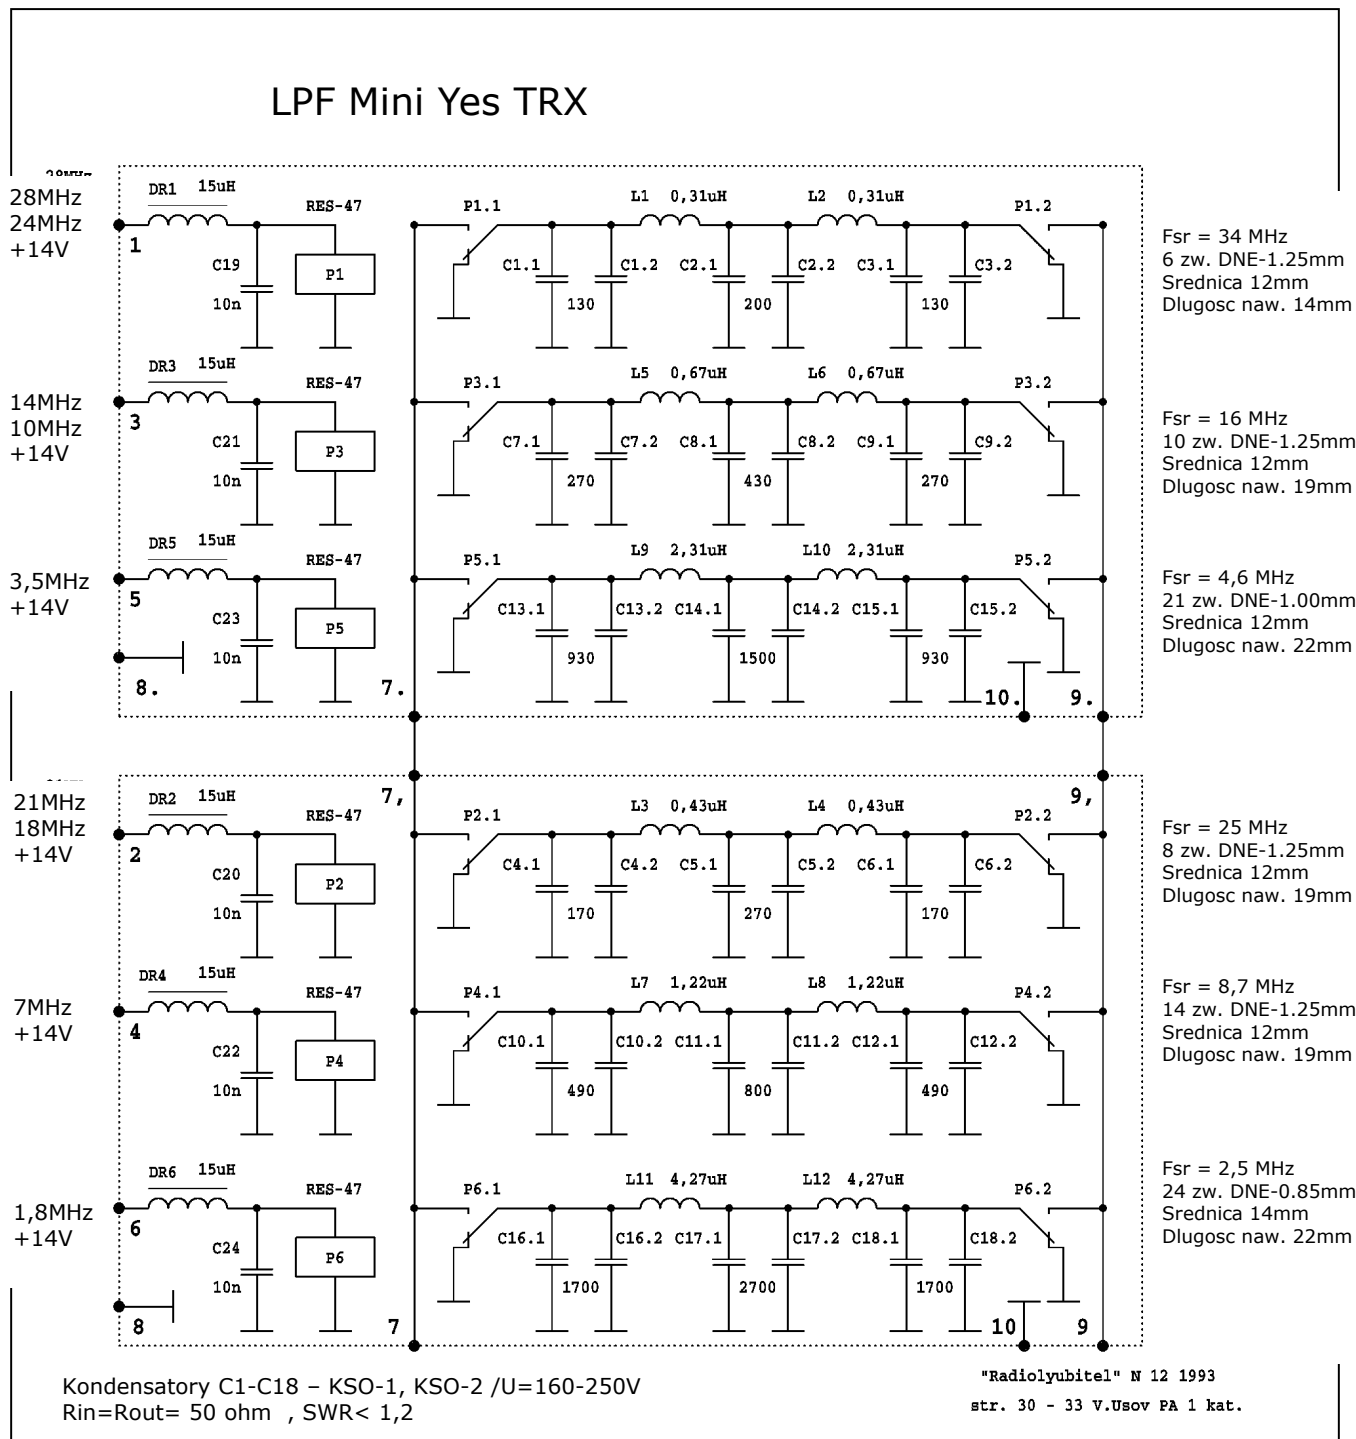 LPF Mini Yes TRX
28MHz
24MHz
+14V
1
DR1 15uH
C19
10n
RES-47
P1
P1.1
L1 0,31uH
L2 0,31uH
P1.2
C1.1
C1.2
C2.1
C2.2
C3.1
C3.2
130
200
130
Fsr = 34 MHz
6 zw. DNE-1.25mm
Srednica 12mm
Dlugosc naw. 14mm
14MHz
10MHz
+14V
3
DR3 15uH
C21
10n
RES-47
P3
P3.1
L5 0,67uH
L6 0,67uH
P3.2
C7.1
C7.2
C8.1
C8.2
C9.1
C9.2
270
430
270
Fsr = 16 MHz
10 zw. DNE-1.25mm
Srednica 12mm
Dlugosc naw. 19mm
3,5MHz
+14V
5
DR5 15uH
C23
10n
RES-47
P5
P5.1
L9 2,31uH
L10 2,31uH
P5.2
C13.1
C13.2
C14.1
C14.2
C15.1
C15.2
930
1500
930
Fsr = 4,6 MHz
21 zw. DNE-1.00mm
Srednica 12mm
Dlugosc naw. 22mm
8.
7.
10.
9.
7,
9,
21MHz
18MHz
+14V
2
DR2 15uH
C20
10n
RES-47
P2
P2.1
L3 0,43uH
L4 0,43uH
P2.2
C4.1
C4.2
C5.1
C5.2
C6.1
C6.2
170
270
170
Fsr = 25 MHz
8 zw. DNE-1.25mm
Srednica 12mm
Dlugosc naw. 19mm
7MHz
+14V
4
DR4 15uH
C22
10n
RES-47
P4
P4.1
L7 1,22uH
L8 1,22uH
P4.2
C10.1
C10.2
C11.1
C11.2
C12.1
C12.2
490
800
490
Fsr = 8,7 MHz
14 zw. DNE-1.25mm
Srednica 12mm
Dlugosc naw. 19mm
1,8MHz
+14V
6
DR6 15uH
C24
10n
RES-47
P6
P6.1
L11 4,27uH
L12 4,27uH
P6.2
C16.1
C16.2
C17.1
C17.2
C18.1
C18.2
1700
2700
1700
Fsr = 2,5 MHz
24 zw. DNE-0.85mm
Srednica 14mm
Dlugosc naw. 22mm
8
7
10
9
Kondensatory C1-C18 – KSO-1, KSO-2 /U=160-250V
Rin=Rout= 50 ohm , SWR< 1,2
"Radiolyubitel" N 12 1993
str. 30 - 33 V.Usov PA 1 kat.